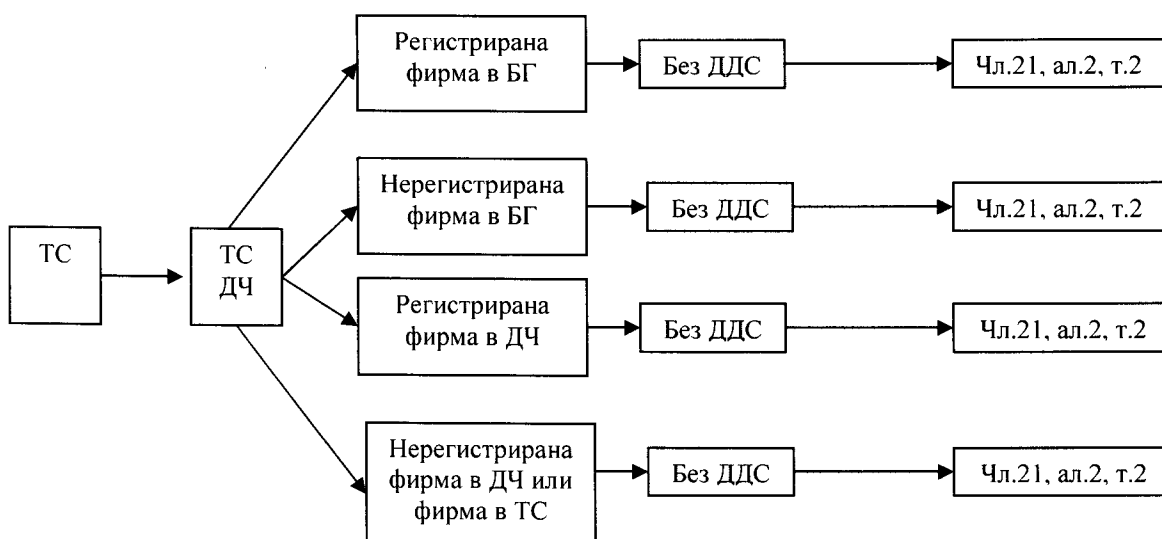 Регистрирана
фирма в БГ
Без ДДС
Чл.21, ал.2, т.2
Нерегистрирана
фирма в БГ
Без ДДС
Чл.21, ал.2, т.2
ТС
ТС
ДЧ
Регистрирана
фирма в ДЧ
Без ДДС
Чл.21, ал.2, т.2
Нерегистрирана
фирма в ДЧ или
фирма в ТС
Без ДДС
Чл.21, ал.2, т.2